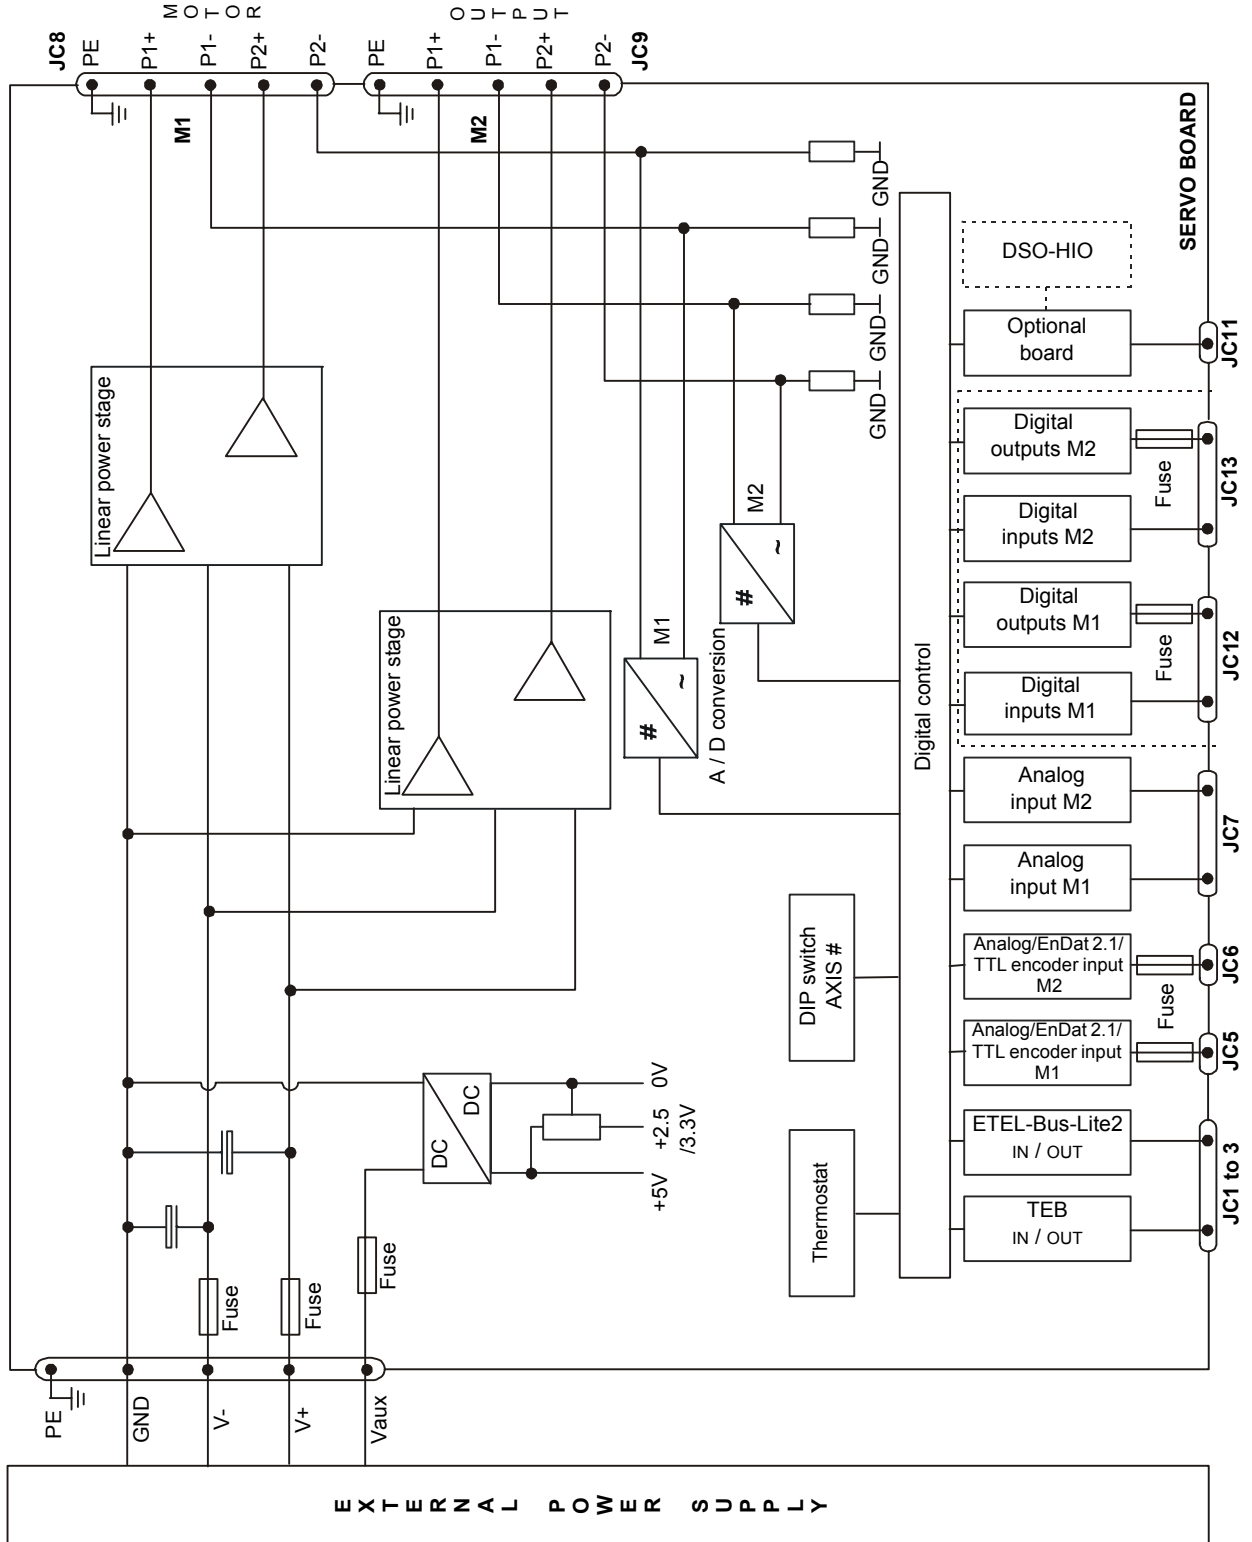 JC8
PE
P1+
P1-
P2+
P2-
MOTOR
OUTPUT
PE
P1+
P1-
P2+
P2-
JC9
M1
M2
Linear power stage
Linear power stage
GND
GND
GND
GND
SERVO BOARD
M1
M2
#
~
#
~
A / D conversion
Digital control
DSO-HIO
Optional
board
JC11
Digital
outputs M2
Fuse
Digital
inputs M2
JC13
Digital
outputs M1
Fuse
Digital
inputs M1
JC12
Analog
input M2
Analog
input M1
JC7
DIP switch
AXIS #
Analog/EnDat 2.1/
TTL encoder input
M2
JC6
Fuse
Analog/EnDat 2.1/
TTL encoder input
M1
JC5
DC
DC
0V
+2.5
/3.3V
+5V
Thermostat
ETEL-Bus-Lite2
IN / OUT
TEB
IN / OUT
JC1 to 3
Fuse
Fuse
Fuse
PE
GND
V-
V+
Vaux
EXTERNAL POWER SUPPLY